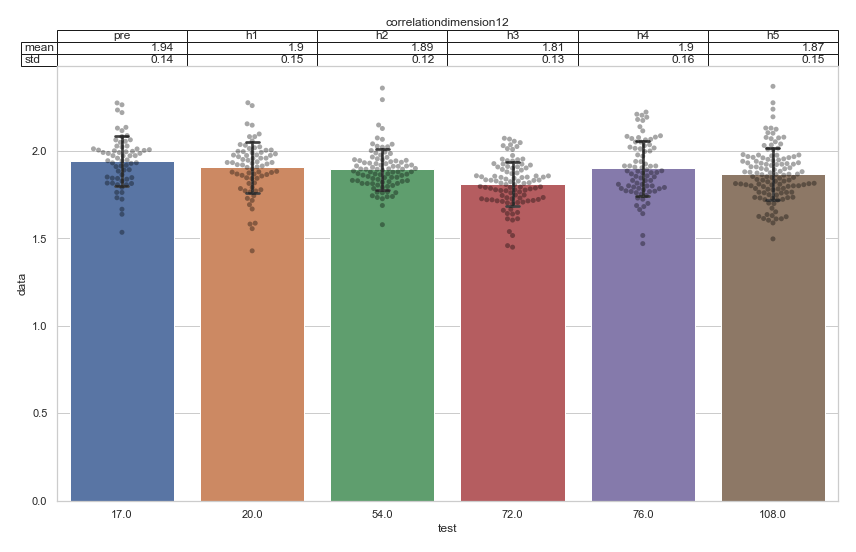 correlationdimension12
pre h1 h2 h3 h4 h5
mean 1.94 1.9 1.89 1.81 1.9 1.87
std 0.14 0.15 0.12 0.13 0.16 0.15
2.0
1.5
1.0
0.5
0.0
data
17.0 20.0 54.0 72.0 76.0 108.0
test